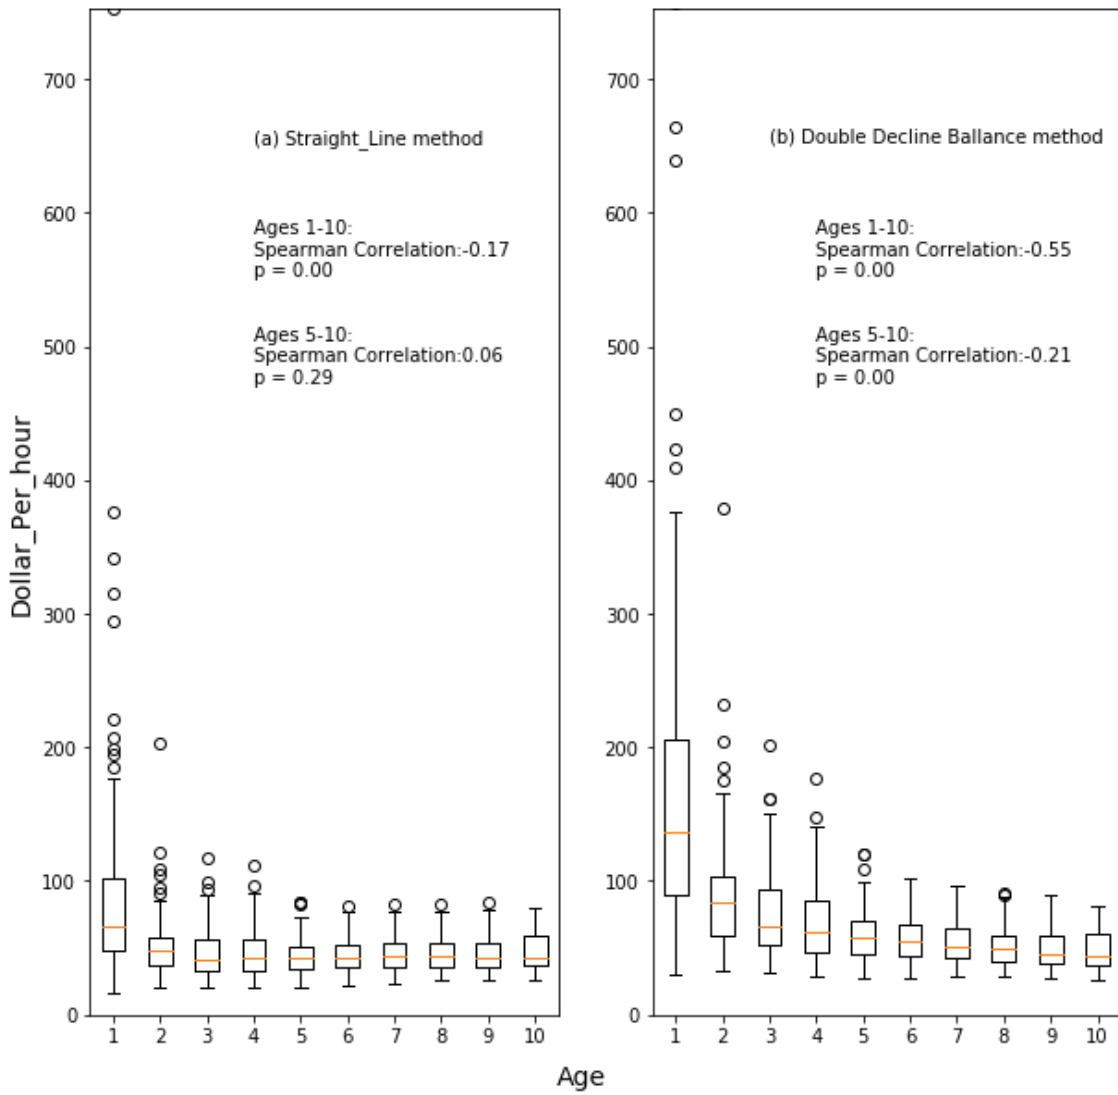 700
600
500
400
300
200
100
0
Dollar_Per_hour
(a) Straight_Line method
Ages 1-10:
Spearman Correlation:-0.17
p = 0.00
Ages 5-10:
Spearman Correlation:0.06
p = 0.29
1 2 3 4 5 6 7 8 9 10
700
600
500
400
300
200
100
0
(b) Double Decline Ballance method
Ages 1-10:
Spearman Correlation:-0.55
p = 0.00
Ages 5-10:
Spearman Correlation:-0.21
p = 0.00
1 2 3 4 5 6 7 8 9 10
Age